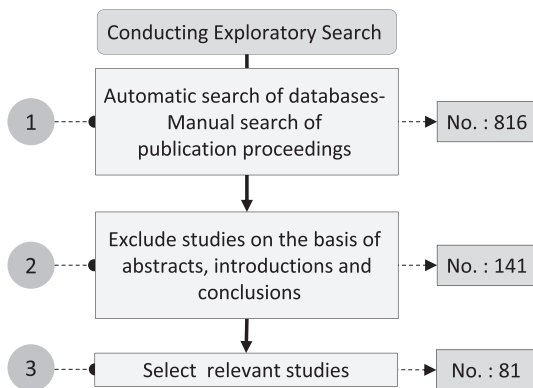 Conducting Exploratory Search
1
Automatic search of databases-
Manual search of
publication proceedings
No. : 816
2
Exclude studies on the basis of
abstracts, introductions and
conclusions
No. : 141
3
Select relevant studies
No. : 81